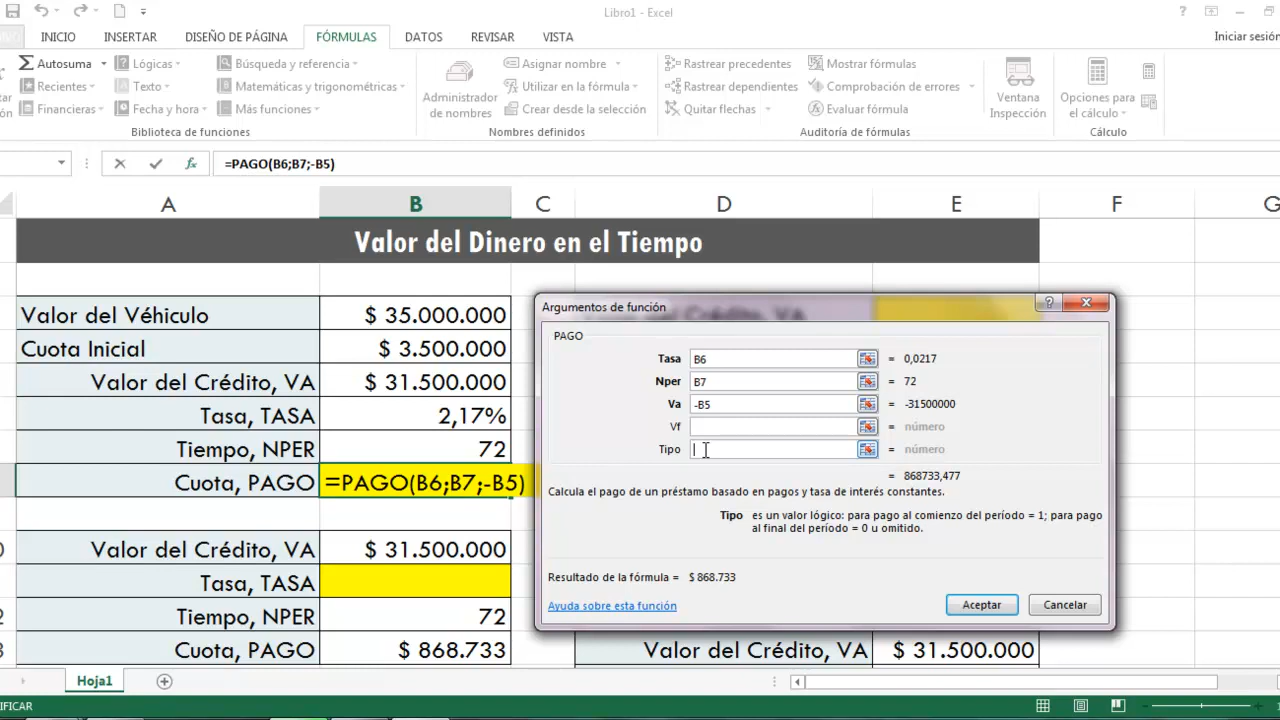 Libro1 - Excel
INICIO INSERTAR DISEÑO DE PÁGINA FÓRMULAS DATOS REVISAR VISTA Iniciar sesión
Autosuma Lógicas Búsqueda y referencia Asignar nombre Rastrear precedentes Mostrar fórmulas
Recientes Texto Matemáticas y trigonométricas Utilizar en la fórmula Rastrear dependientes Comprobación de errores
Financieras Fecha y hora Más funciones Crear desde la selección Quitar flechas Evaluar fórmula
Administrador de nombres
Ventana Inspección
Opciones para el cálculo
Biblioteca de funciones Nombres definidos Auditoría de fórmulas Cálculo
fx =PAGO(B6;B7;-B5)
A B C D E F G
Valor del Dinero en el Tiempo
Valor del Vehículo $ 35.000.000
Cuota Inicial $ 3.500.000
Valor del Crédito, VA $ 31.500.000
Tasa, TASA 2,17%
Tiempo, NPER 72
Cuota, PAGO =PAGO(B6;B7;-B5)
Valor del Crédito, VA $ 31.500.000
Tasa, TASA
Tiempo, NPER 72
Cuota, PAGO $ 868.733
Valor del Crédito, VA $ 31.500.000
Argumentos de función
PAGO
Tasa B6 = 0,0217
Nper B7 = 72
Va -B5 = -31500000
Vf = número
Tipo = número
= 868733,477
Calcula el pago de un préstamo basado en pagos y tasa de interés constantes.
Tipo es un valor lógico: para pago al comienzo del período = 1; para pago
al final del período = 0 u omitido.
Resultado de la fórmula = $ 868.733
Ayuda sobre esta función Aceptar Cancelar
Hoja1